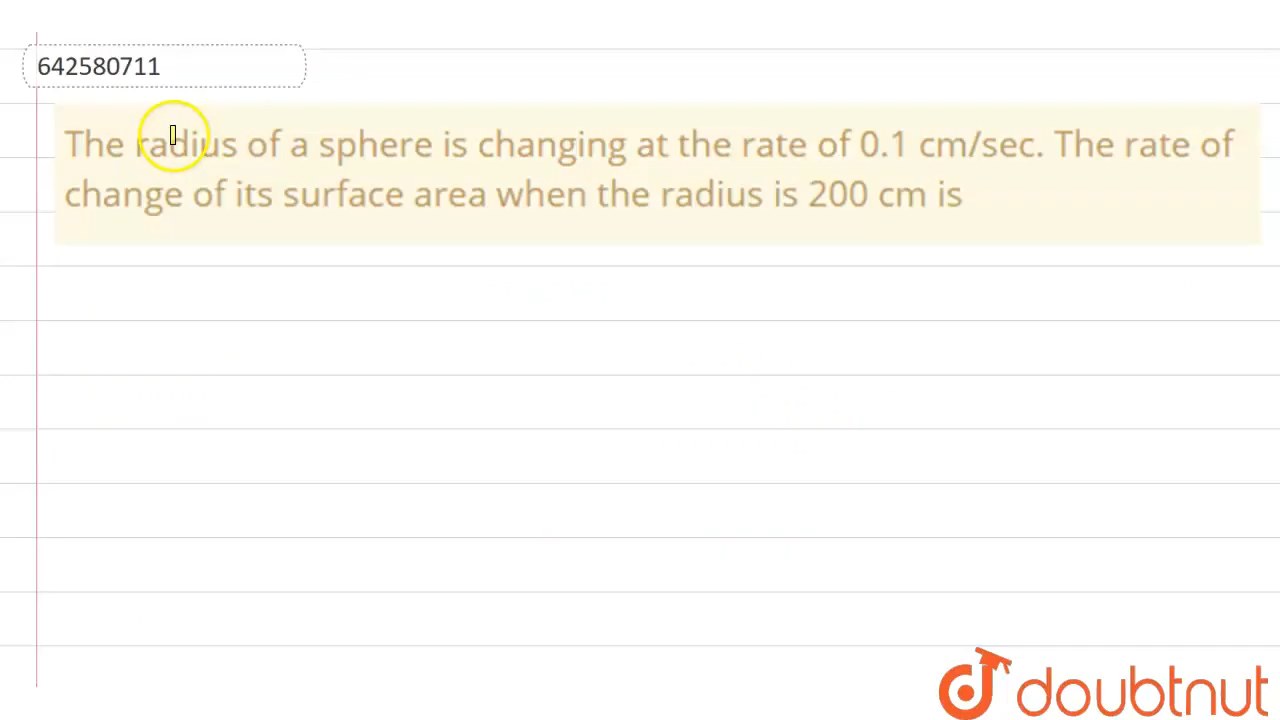 642580711
The radius of a sphere is changing at the rate of 0.1 cm/sec. The rate of
change of its surface area when the radius is 200 cm is
doubtnut